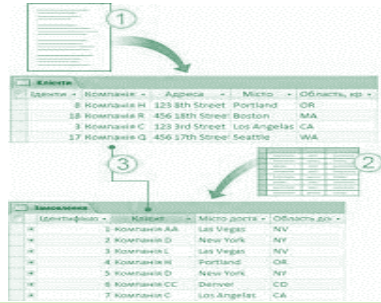 1
Клієнти
Іденти Компанія Адреса Місто Область, кр
8 Компанія H 123 8th Street Portland OR
18 Компанія R 456 18th Street Boston MA
3 Компанія C 123 3rd Street Los Angelas CA
17 Компанія Q 456 17th Street Seattle WA
3
2
Замовлення
Ідентифікат Клієнт Місто доста Область до
1 Компанія AA Las Vegas NV
2 Компанія D New York NY
3 Компанія L Las Vegas NV
4 Компанія H Portland OR
5 Компанія D New York NY
6 Компанія CC Denver CO
7 Компанія C Los Angelas CA